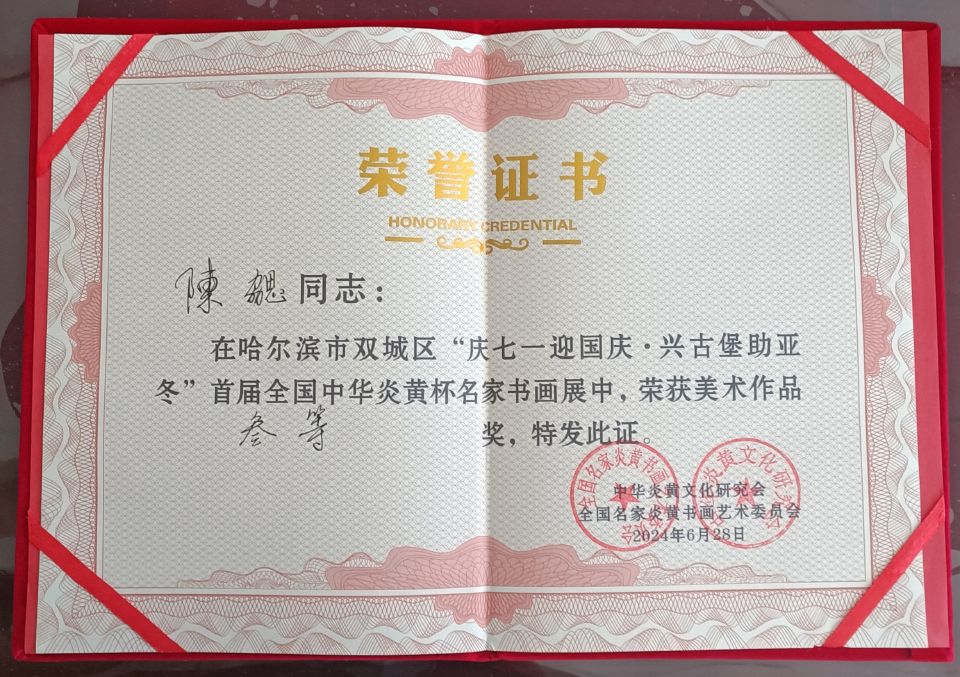 荣誉证书
HONORARY CREDENTIAL
陳 同志：
在哈尔滨市双城区“庆七一迎国庆·兴古堡助亚
冬”首届全国中华炎黄杯名家书画展中，荣获美术作品
叁等 奖，特发此证。
中华炎黄文化研究会
全国名家炎黄书画艺术委员会
2024年6月28日